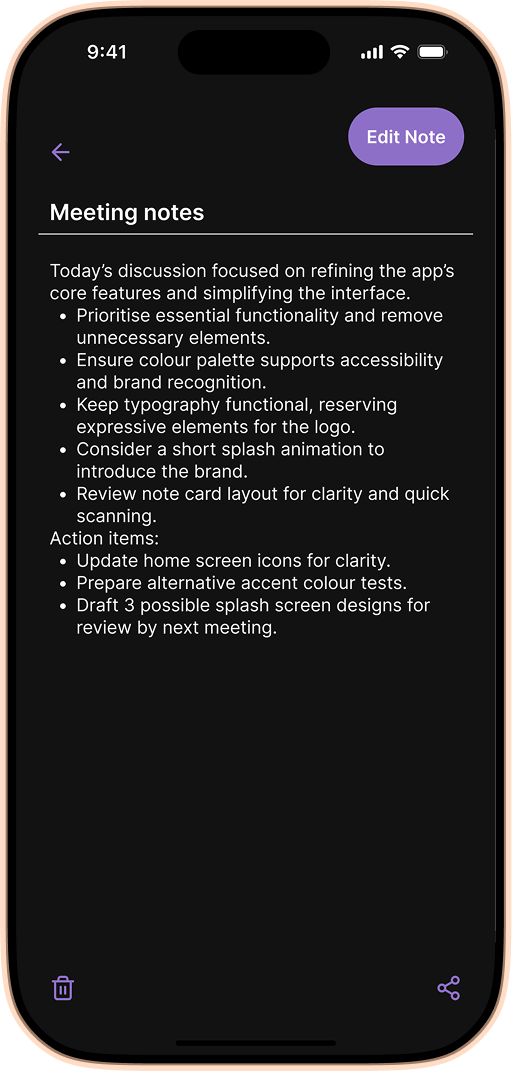 9:41
Edit Note
Meeting notes
Today’s discussion focused on refining the app’s
core features and simplifying the interface.
• Prioritise essential functionality and remove
unnecessary elements.
• Ensure colour palette supports accessibility
and brand recognition.
• Keep typography functional, reserving
expressive elements for the logo.
• Consider a short splash animation to
introduce the brand.
• Review note card layout for clarity and quick
scanning.
Action items:
• Update home screen icons for clarity.
• Prepare alternative accent colour tests.
• Draft 3 possible splash screen designs for
review by next meeting.